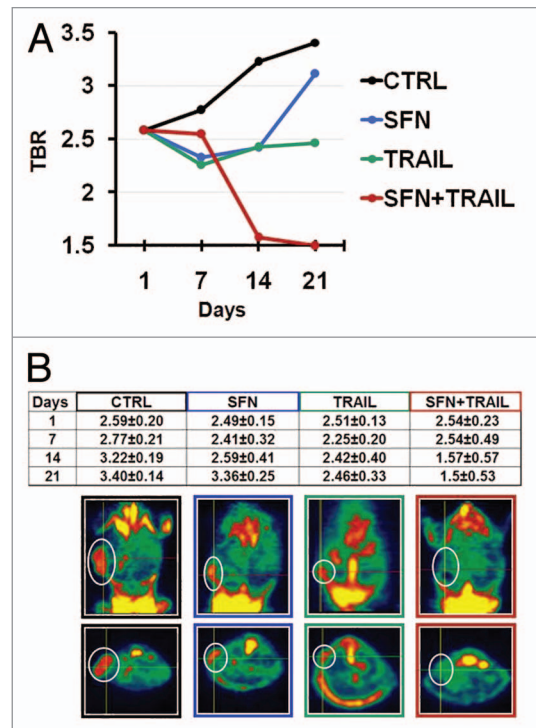 A
3.5
3
2.5
2
1.5
TBR
1 7 14 21
Days
CTRL
SFN
TRAIL
SFN+TRAIL
B
Days CTRL SFN TRAIL SFN+TRAIL
1 2.59±0.20 2.49±0.15 2.51±0.13 2.54±0.23
7 2.77±0.21 2.41±0.32 2.25±0.20 2.54±0.49
14 3.22±0.19 2.59±0.41 2.42±0.40 1.57±0.57
21 3.40±0.14 3.36±0.25 2.46±0.33 1.5±0.53